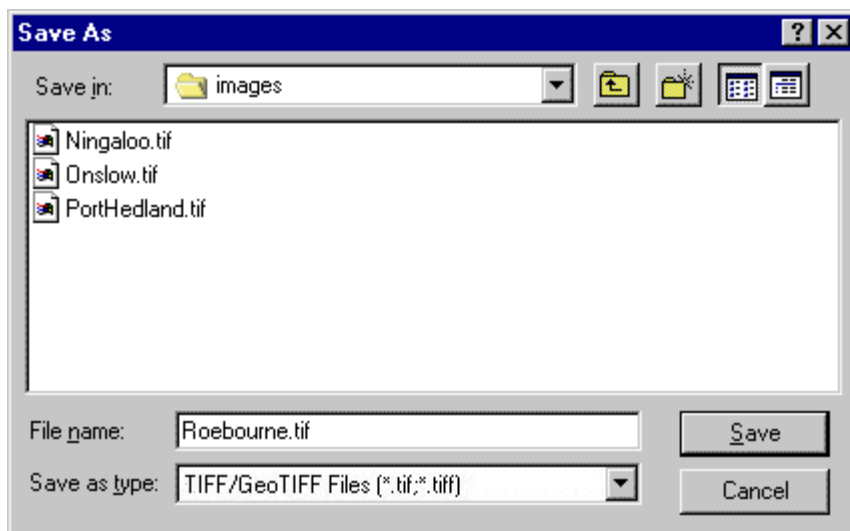 Save As
Save in: images
Ningaloo.tif
Onslow.tif
PortHedland.tif
File name: Roebourne.tif Save
Save as type: TIFF/GeoTIFF Files (*.tif;*.tiff) Cancel